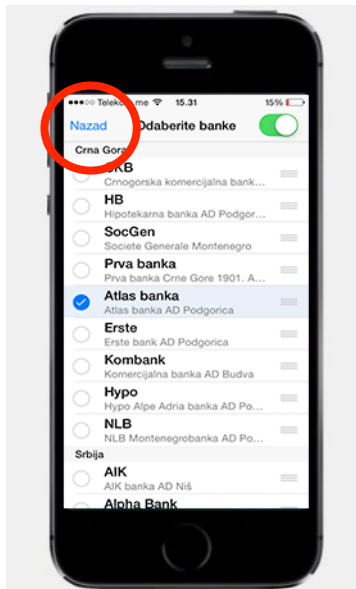 Telekom.me 15.31 15%
Nazad Odaberite banke
Crna Gora
CKB
Crnogorska komercijalna bank...
HB
Hipotekarna banka AD Podgor...
SocGen
Societe Generale Montenegro
Prva banka
Prva banka Crne Gore 1901. A...
Atlas banka
Atlas banka AD Podgorica
Erste
Erste bank AD Podgorica
Kombank
Komercijalna banka AD Budva
Hypo
Hypo Alpe Adria banka AD Po...
NLB
NLB Montenegrobanka AD Po...
Srbija
AIK
AIK banka AD Niš
Alpha Bank